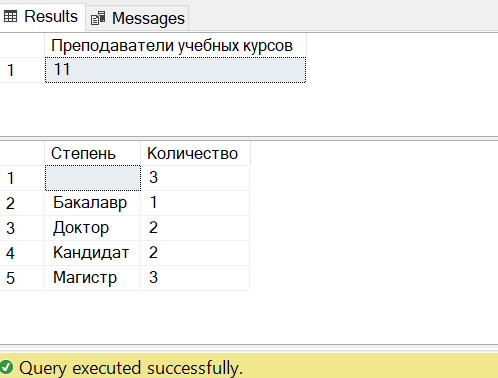 Results Messages
Преподаватели учебных курсов
1 11
Степень Количество
1 3
2 Бакалавр 1
3 Доктор 2
4 Кандидат 2
5 Магистр 3
Query executed successfully.